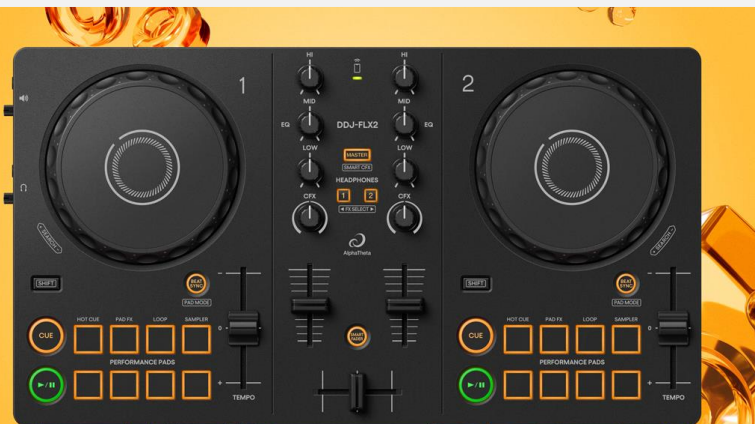 1
HI
HI
2
MID
MID
EQ
DDJ-FLX2
EQ
LOW
MASTER
LOW
SMART CFX
HEADPHONES
CFX
1
2
CFX
◄ FX SELECT ►
AlphaTheta
SEARCH
SEARCH
SHIFT
BEAT SYNC
PAD MODE
SHIFT
BEAT SYNC
PAD MODE
HOT CUE
PAD FX
LOOP
SAMPLER
HOT CUE
PAD FX
LOOP
SAMPLER
CUE
0
SMART FADER
CUE
0
PERFORMANCE PADS
PERFORMANCE PADS
►/II
TEMPO
►/II
TEMPO